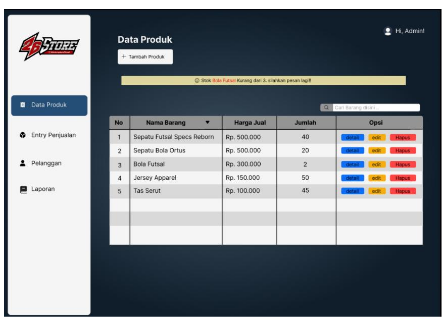 26 STORE
Data Produk
Hi, Admin!
+ Tambah Produk
Stok Bola Futsal Kurang dari 3, silahkan pesan lagi!!
Cari Barang disini...
Data Produk
Entry Penjualan
Pelanggan
Laporan
No Nama Barang ▼ Harga Jual Jumlah Opsi
1 Sepatu Futsal Specs Reborn Rp. 500.000 40 detail edit Hapus
2 Sepatu Bola Ortus Rp. 500.000 20 detail edit Hapus
3 Bola Futsal Rp. 300.000 2 detail edit Hapus
4 Jersey Apparel Rp. 150.000 50 detail edit Hapus
5 Tas Serut Rp. 100.000 45 detail edit Hapus